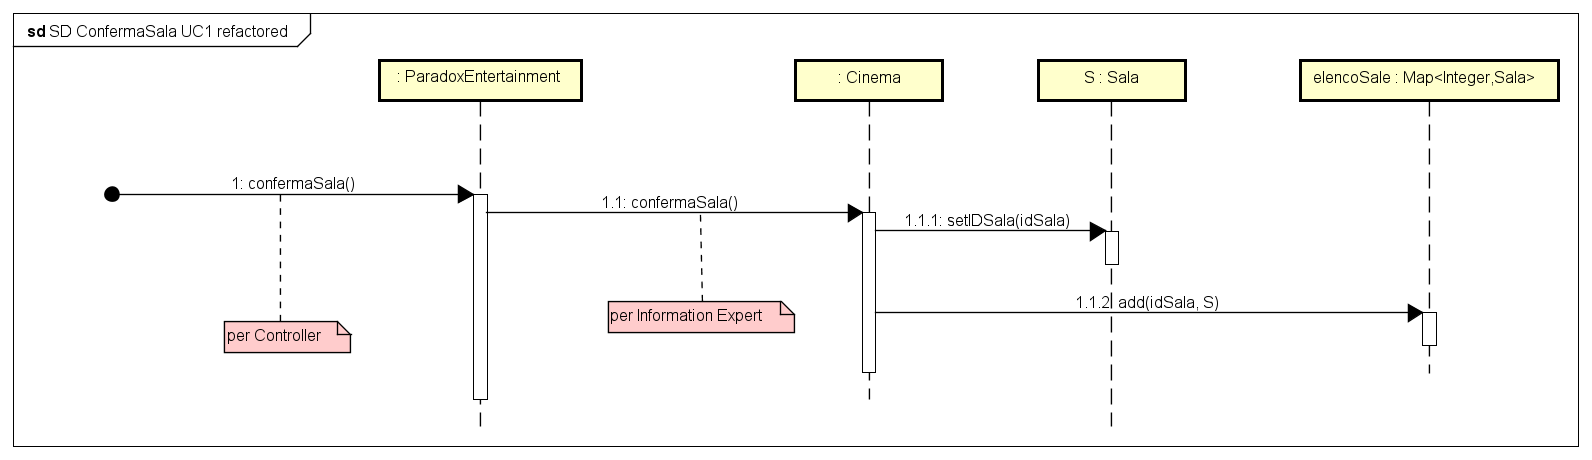 sd SD ConfermaSala UC1 refactored
: ParadoxEntertainment
: Cinema
S : Sala
elencoSale : Map<Integer,Sala>
1: confermaSala()
1.1: confermaSala()
1.1.1: setIDSala(idSala)
1.1.2: add(idSala, S)
per Information Expert
per Controller